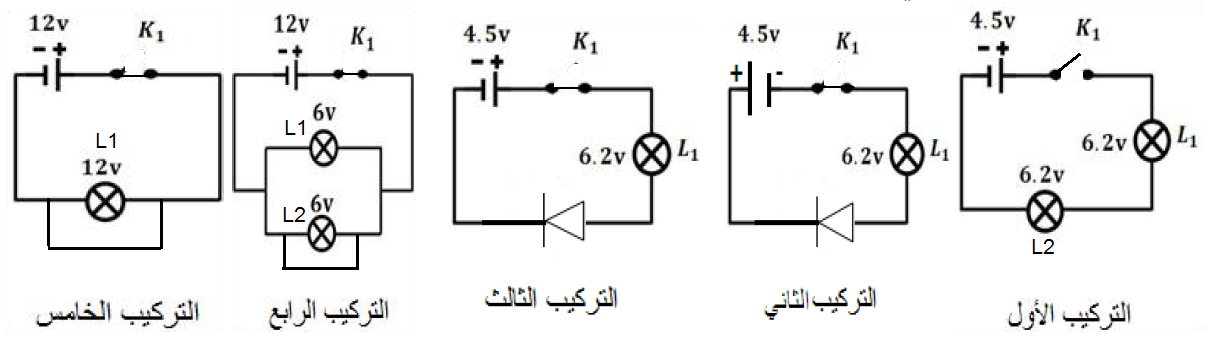 12v
- +
K₁
L1
12v
التركيب الخامس
12v
- +
K₁
6v
L1
6v
L2
التركيب الرابع
4.5v
- +
K₁
6.2v
L₁
التركيب الثالث
4.5v
+ -
K₁
6.2v
L₁
التركيب الثاني
4.5v
- +
K₁
6.2v
L₁
6.2v
L2
التركيب الأول